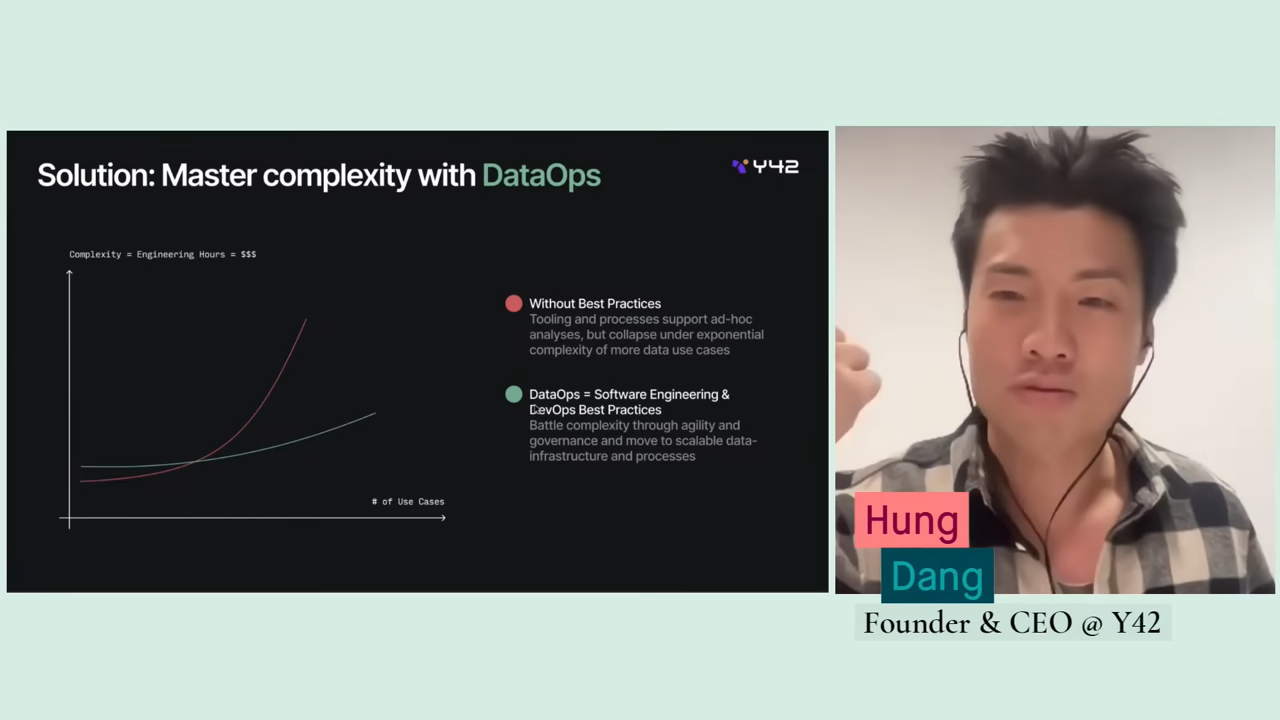 Solution: Master complexity with DataOps
Y42
Complexity = Engineering Hours = $$$
# of Use Cases
Without Best Practices
Tooling and processes support ad-hoc
analyses, but collapse under exponential
complexity of more data use cases
DataOps = Software Engineering &
DevOps Best Practices
Battle complexity through agility and
governance and move to scalable data-
infrastructure and processes
Hung
Dang
Founder & CEO @ Y42